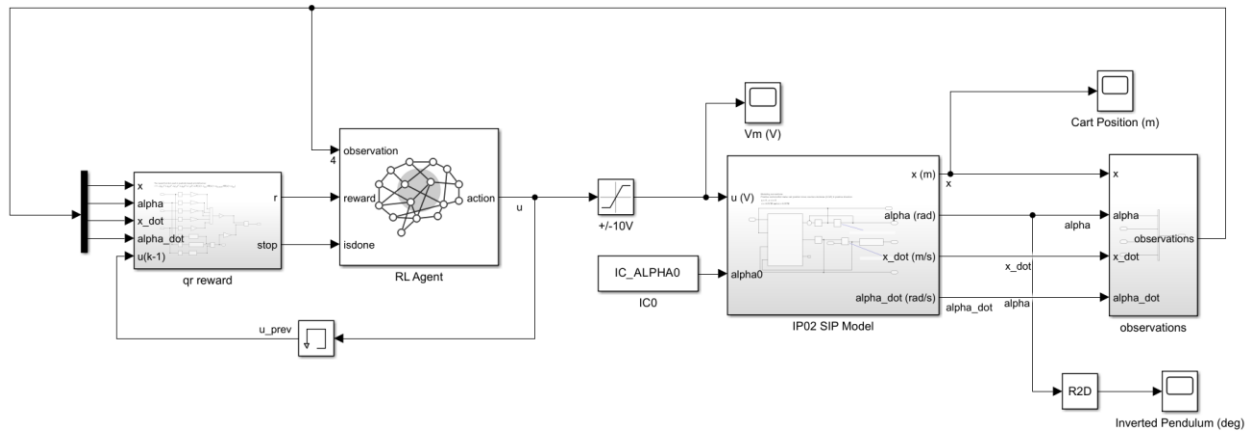 x
alpha
x_dot
alpha_dot
u(k-1)
r
stop
qr reward
u_prev
observation
4
reward
isdone
action
RL Agent
u
+/-10V
Vm (V)
IC_ALPHA0
IC0
u (V)
alpha0
x (m)
alpha (rad)
x_dot (m/s)
alpha_dot (rad/s)
IP02 SIP Model
x
alpha
x_dot
alpha_dot
alpha
Cart Position (m)
x
alpha
x_dot
alpha_dot
observations
observations
R2D
Inverted Pendulum (deg)